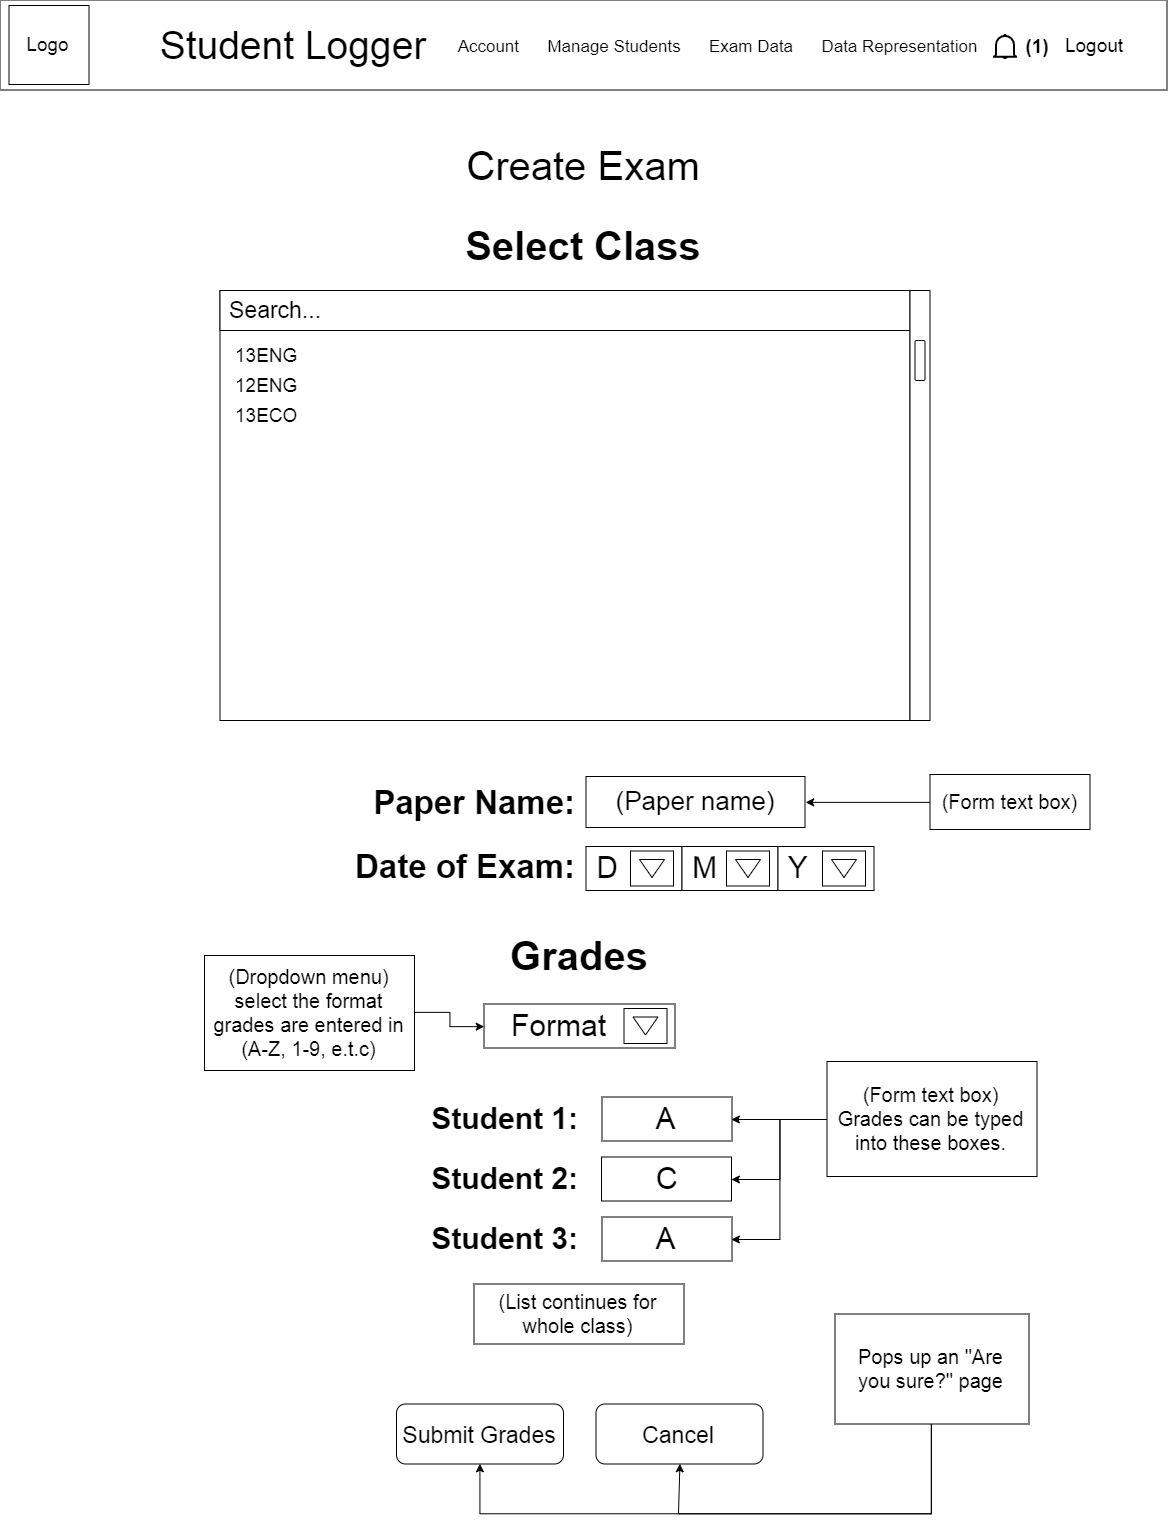 Logo
Student Logger
Account
Manage Students
Exam Data
Data Representation
(1)
Logout
Create Exam
Select Class
Search...
13ENG
12ENG
13ECO
Paper Name:
(Paper name)
(Form text box)
Date of Exam:
D
M
Y
Grades
(Dropdown menu)
select the format
grades are entered in
(A-Z, 1-9, e.t.c)
Format
(Form text box)
Grades can be typed
into these boxes.
Student 1:
A
Student 2:
C
Student 3:
A
(List continues for
whole class)
Pops up an "Are
you sure?" page
Submit Grades
Cancel